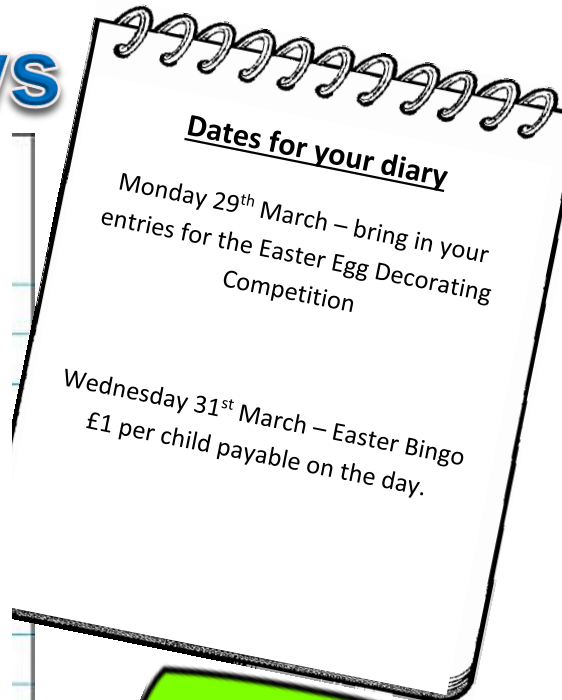 Dates for your diary
Monday 29th March – bring in your
entries for the Easter Egg Decorating
Competition
Wednesday 31st March – Easter Bingo
£1 per child payable on the day.